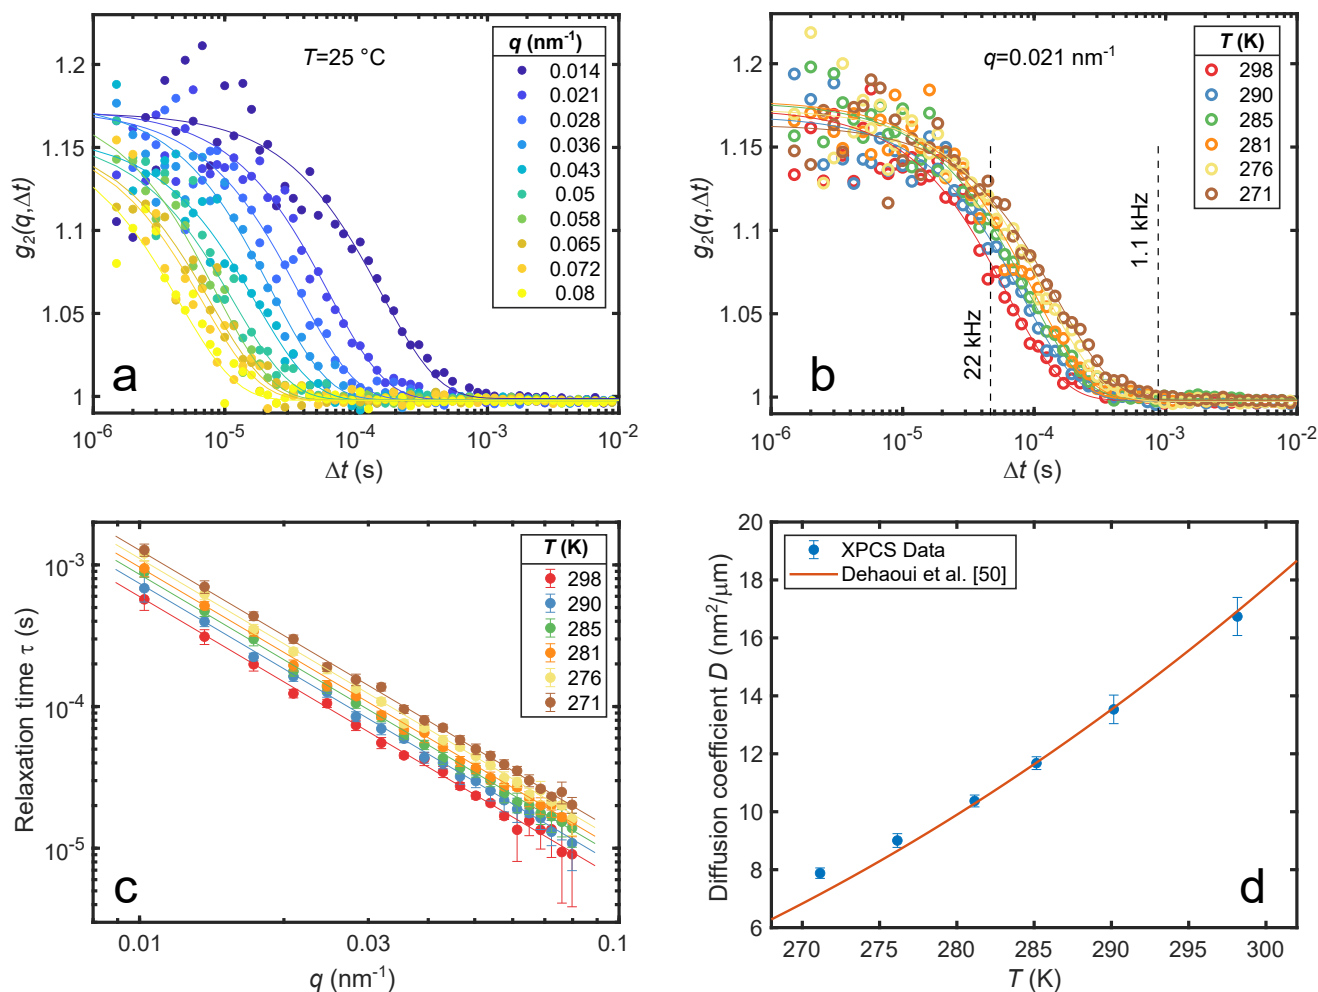 T=25 °C
q (nm⁻¹)
0.014
0.021
0.028
0.036
0.043
0.05
0.058
0.065
0.072
0.08
1.2
1.15
1.1
1.05
1
g₂(q,Δt)
a
10⁻⁶ 10⁻⁵ 10⁻⁴ 10⁻³ 10⁻²
Δt (s)
q=0.021 nm⁻¹
T (K)
298
290
285
281
276
271
1.2
1.15
1.1
1.05
1
g₂(q,Δt)
22 kHz
1.1 kHz
b
10⁻⁶ 10⁻⁵ 10⁻⁴ 10⁻³ 10⁻²
Δt (s)
T (K)
298
290
285
281
276
271
10⁻³
10⁻⁴
10⁻⁵
Relaxation time τ (s)
c
0.01 0.03 0.1
q (nm⁻¹)
XPCS Data
Dehaoui et al. [50]
20
18
16
14
12
10
8
6
Diffusion coefficient D (nm²/μm)
d
270 275 280 285 290 295 300
T (K)